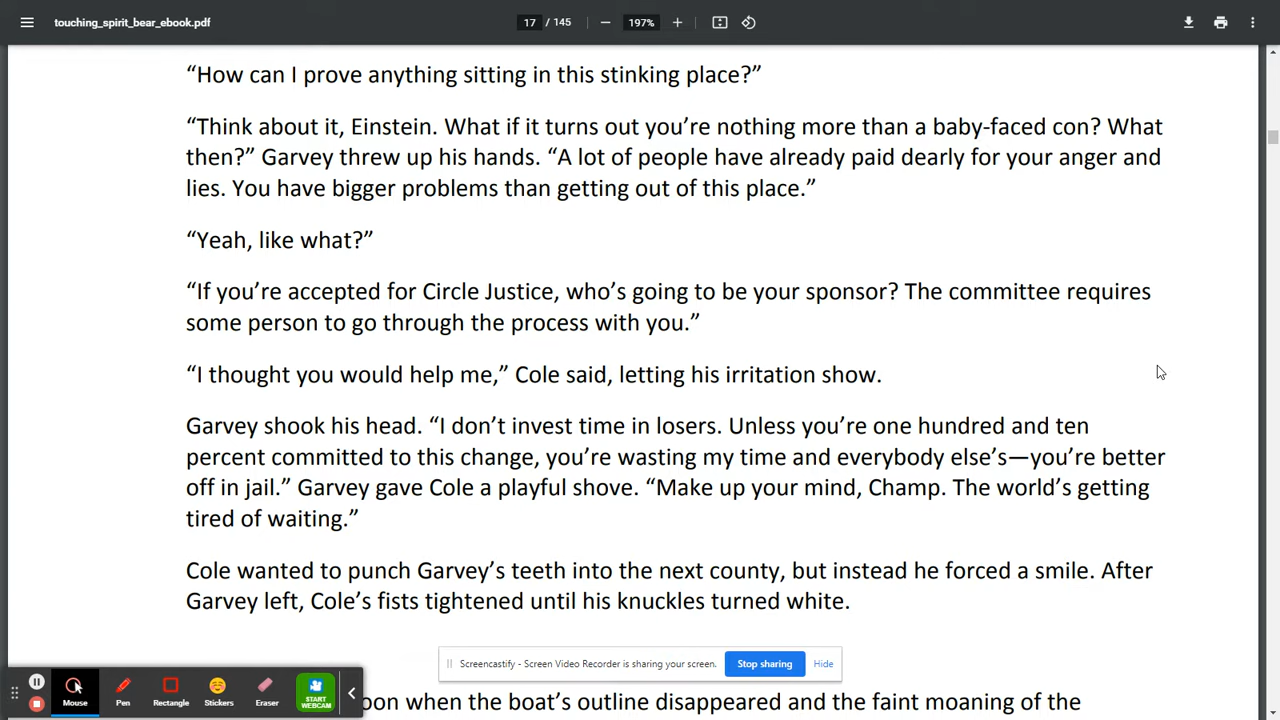 touching_spirit_bear_ebook.pdf
17 / 145
197%
“How can I prove anything sitting in this stinking place?”
“Think about it, Einstein. What if it turns out you’re nothing more than a baby-faced con? What
then?” Garvey threw up his hands. “A lot of people have already paid dearly for your anger and
lies. You have bigger problems than getting out of this place.”
“Yeah, like what?”
“If you’re accepted for Circle Justice, who’s going to be your sponsor? The committee requires
some person to go through the process with you.”
“I thought you would help me,” Cole said, letting his irritation show.
Garvey shook his head. “I don’t invest time in losers. Unless you’re one hundred and ten
percent committed to this change, you’re wasting my time and everybody else’s—you’re better
off in jail.” Garvey gave Cole a playful shove. “Make up your mind, Champ. The world’s getting
tired of waiting.”
Cole wanted to punch Garvey’s teeth into the next county, but instead he forced a smile. After
Garvey left, Cole’s fists tightened until his knuckles turned white.
Screencastify - Screen Video Recorder is sharing your screen.
Stop sharing
Hide
oon when the boat’s outline disappeared and the faint moaning of the
Mouse
Pen
Rectangle
Stickers
Eraser
START
WEBCAM